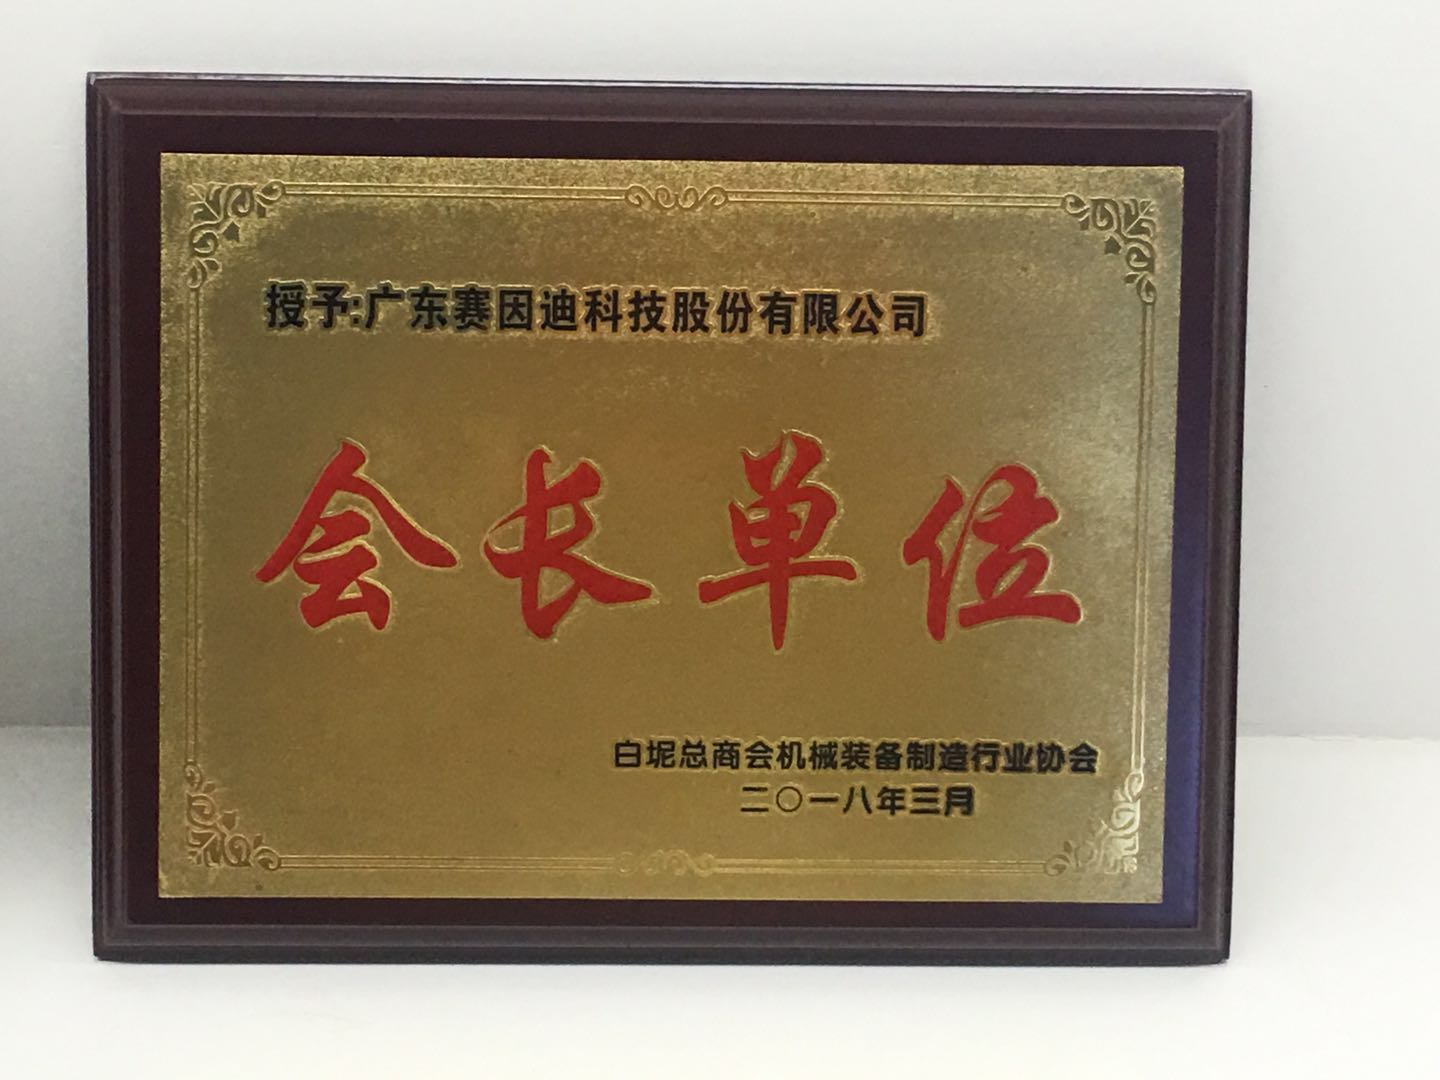 授予:广东赛因迪科技股份有限公司
会长单位
白坭总商会机械装备制造行业协会
二〇一八年三月